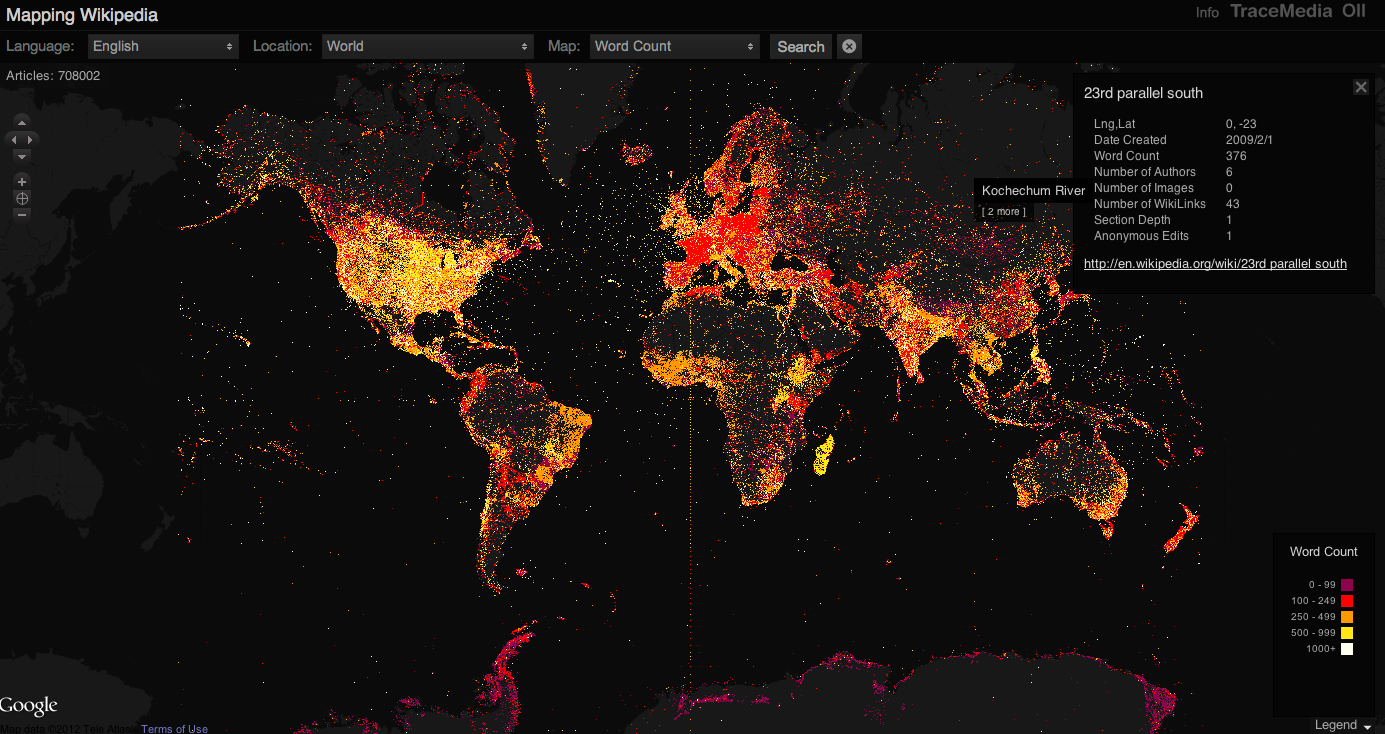 Mapping Wikipedia
Info TraceMedia OII
Language: English Location: World Map: Word Count Search
Articles: 708002
23rd parallel south
Lng,Lat 0, -23
Date Created 2009/2/1
Word Count 376
Number of Authors 6
Number of Images 0
Number of WikiLinks 43
Section Depth 1
Anonymous Edits 1
http://en.wikipedia.org/wiki/23rd parallel south
Kochechum River
[ 2 more ]
Word Count
0 - 99
100 - 249
250 - 499
500 - 999
1000+
Legend
Google
Map data ©2012 Tele Atlas Terms of Use